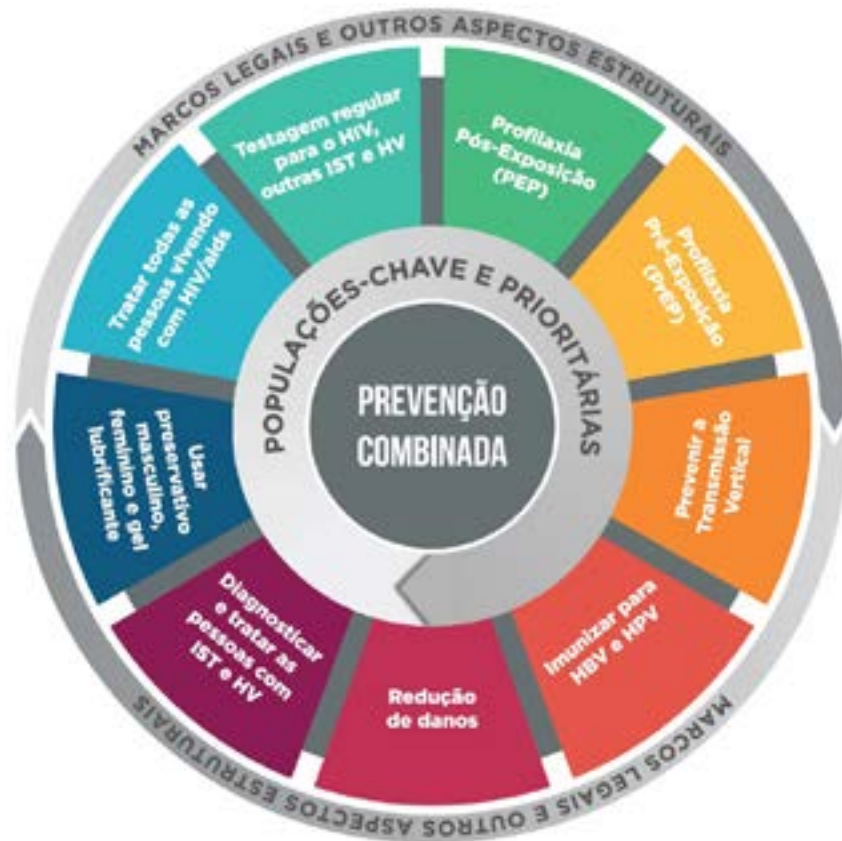 MARCOS LEGAIS E OUTROS ASPECTOS ESTRUTURAIS
Testagem regular
para o HIV,
outras IST e HV
Profilaxia
Pós-Exposição
(PEP)
Profilaxia
Pré-Exposição
(PrEP)
Prevenir a
Transmissão
Vertical
Imunizar para
HBV e HPV
Redução
de danos
Diagnosticar
e tratar as
pessoas com
IST e HV
Usar
preservativo
masculino,
feminino e gel
lubrificante
Tratar todas as
pessoas vivendo
com HIV/aids
POPULAÇÕES-CHAVE E PRIORITÁRIAS
PREVENÇÃO
COMBINADA
MARCOS LEGAIS E OUTROS ASPECTOS ESTRUTURAIS